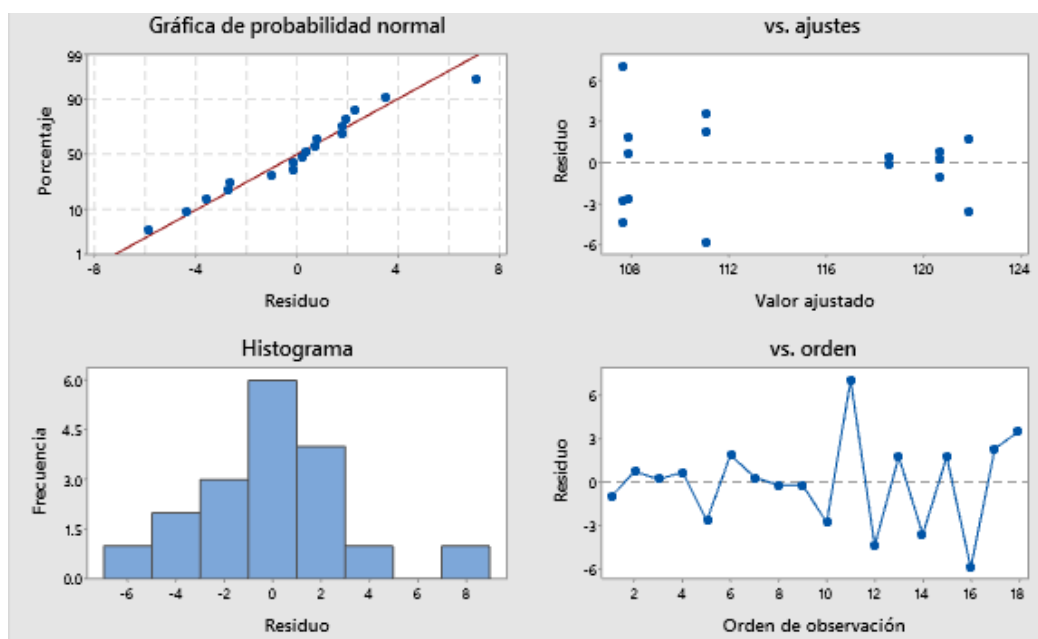 Gráfica de probabilidad normal
99
90
50
10
1
Porcentaje
-8 -4 0 4 8
Residuo
vs. ajustes
6
3
0
-3
-6
Residuo
108 112 116 120 124
Valor ajustado
Histograma
6.0
4.5
3.0
1.5
0.0
Frecuencia
-6 -4 -2 0 2 4 6 8
Residuo
vs. orden
6
3
0
-3
-6
Residuo
2 4 6 8 10 12 14 16 18
Orden de observación